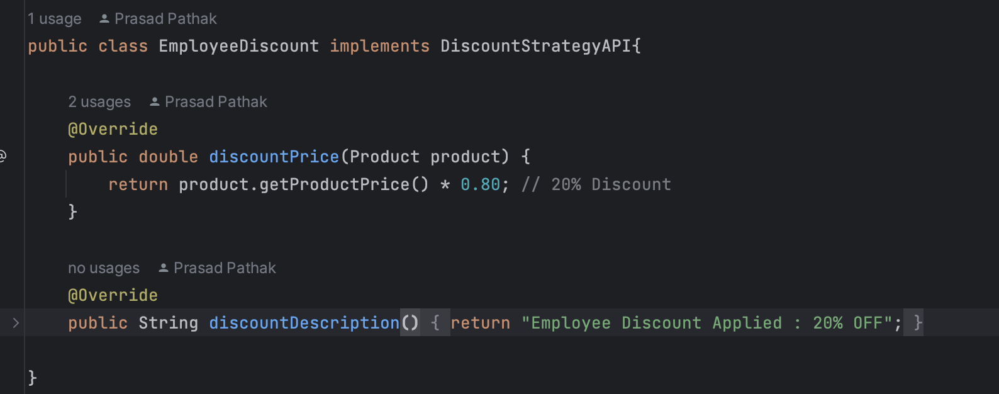 1 usage Prasad Pathak
public class EmployeeDiscount implements DiscountStrategyAPI{
2 usages Prasad Pathak
@Override
@
public double discountPrice(Product product) {
return product.getProductPrice() * 0.80; // 20% Discount
}
no usages Prasad Pathak
@Override
public String discountDescription() { return "Employee Discount Applied : 20% OFF"; }
}